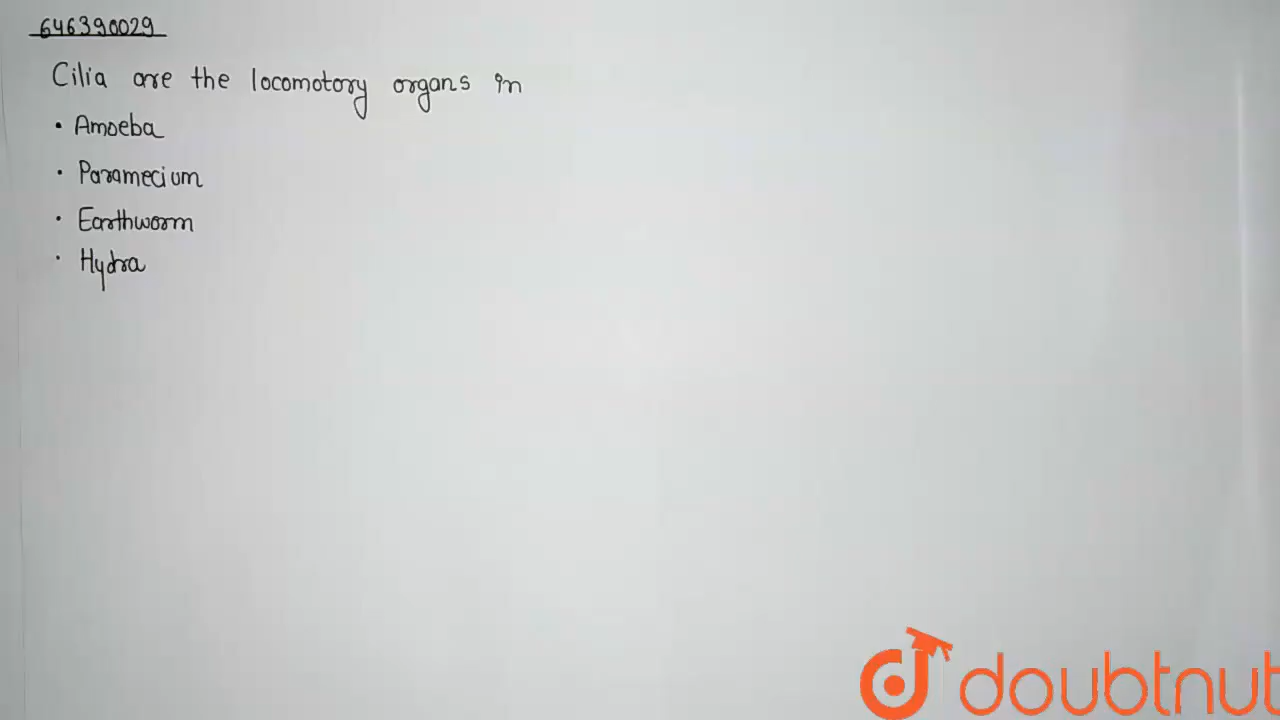 646390029
Cilia are the locomotory organs in
• Amoeba
• Paramecium
• Earthworm
• Hydra
doubtnut